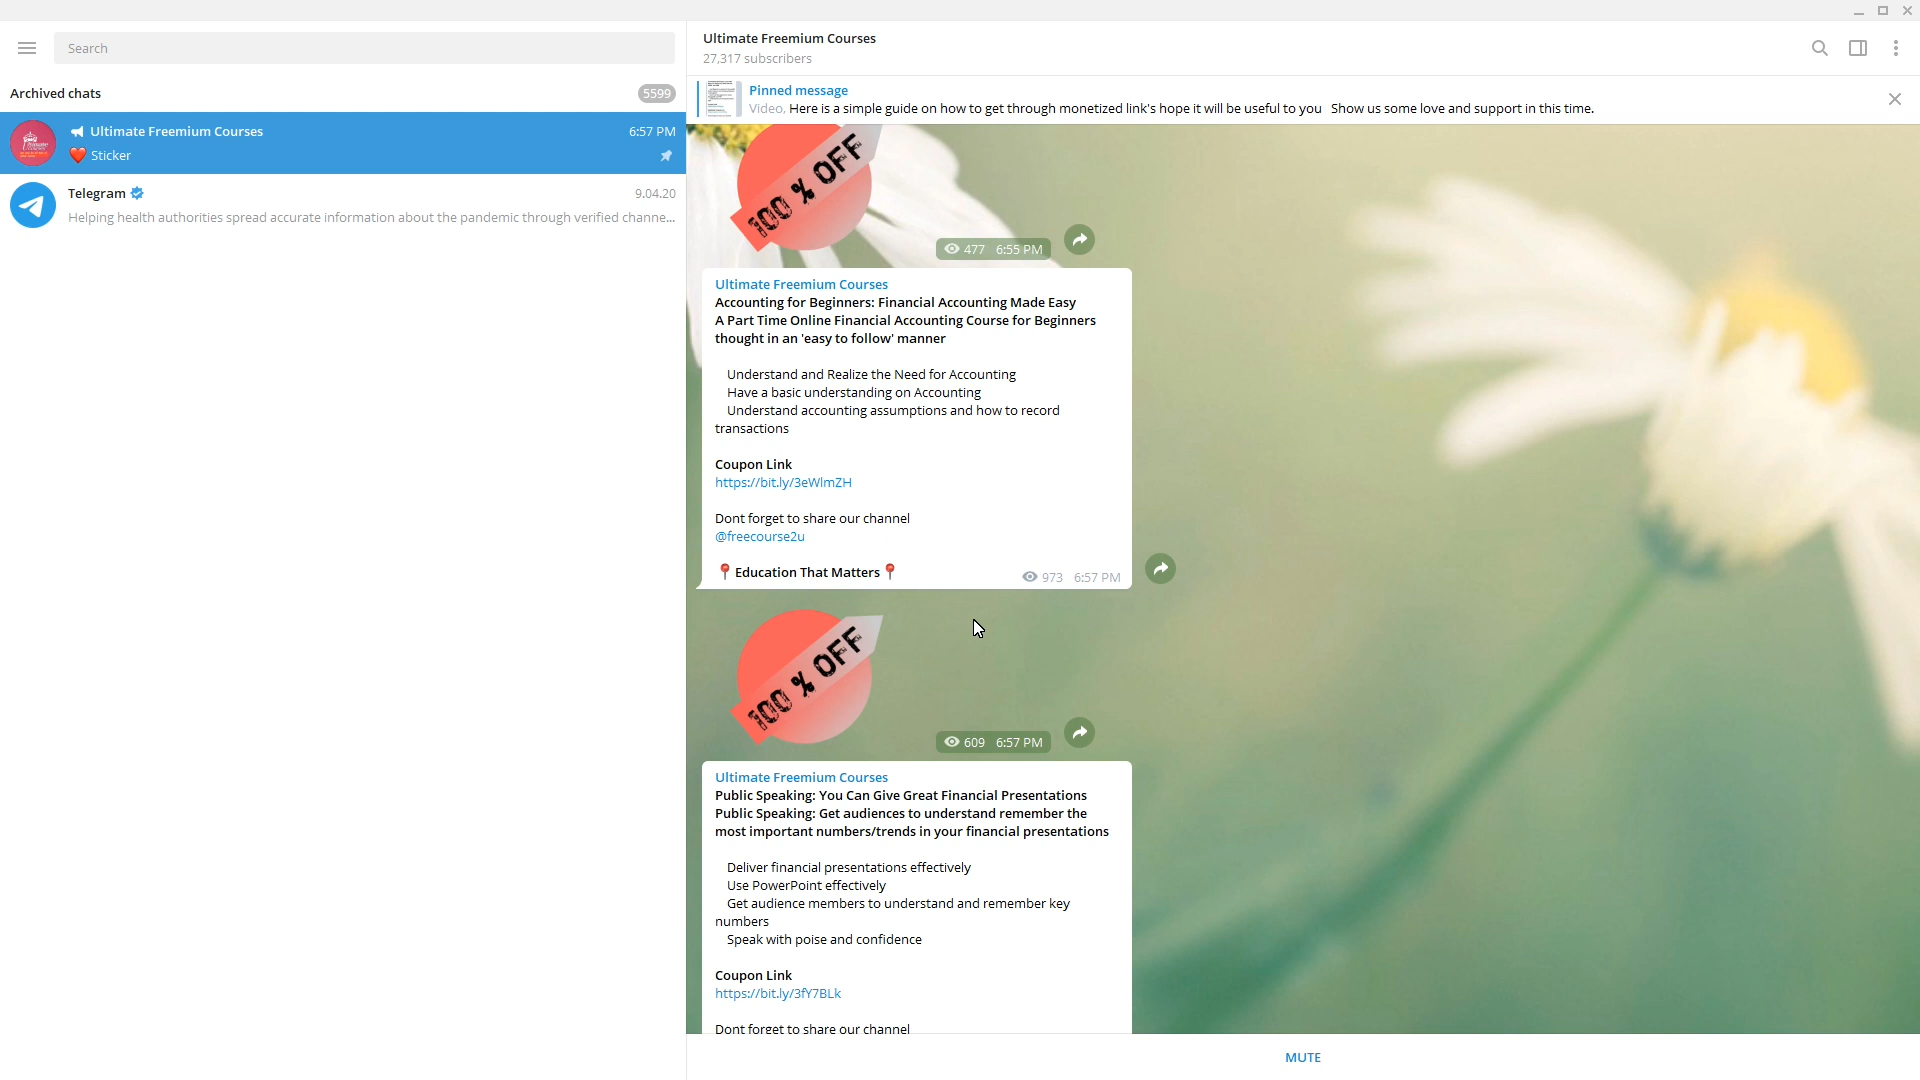 Search
Archived chats
5599
Ultimate Freemium Courses
6:57 PM
❤️ Sticker
Telegram
9.04.20
Helping health authorities spread accurate information about the pandemic through verified channe...
Ultimate Freemium Courses
27,317 subscribers
Pinned message
Video, Here is a simple guide on how to get through monetized link's hope it will be useful to you Show us some love and support in this time.
100 % OFF
477 6:55 PM
Ultimate Freemium Courses
Accounting for Beginners: Financial Accounting Made Easy
A Part Time Online Financial Accounting Course for Beginners
thought in an 'easy to follow' manner
Understand and Realize the Need for Accounting
Have a basic understanding on Accounting
Understand accounting assumptions and how to record
transactions
Coupon Link
https://bit.ly/3eWlmZH
Dont forget to share our channel
@freecourse2u
📍Education That Matters📍
973 6:57 PM
100 % OFF
609 6:57 PM
Ultimate Freemium Courses
Public Speaking: You Can Give Great Financial Presentations
Public Speaking: Get audiences to understand remember the
most important numbers/trends in your financial presentations
Deliver financial presentations effectively
Use PowerPoint effectively
Get audience members to understand and remember key
numbers
Speak with poise and confidence
Coupon Link
https://bit.ly/3fY7BLk
Dont forget to share our channel
MUTE